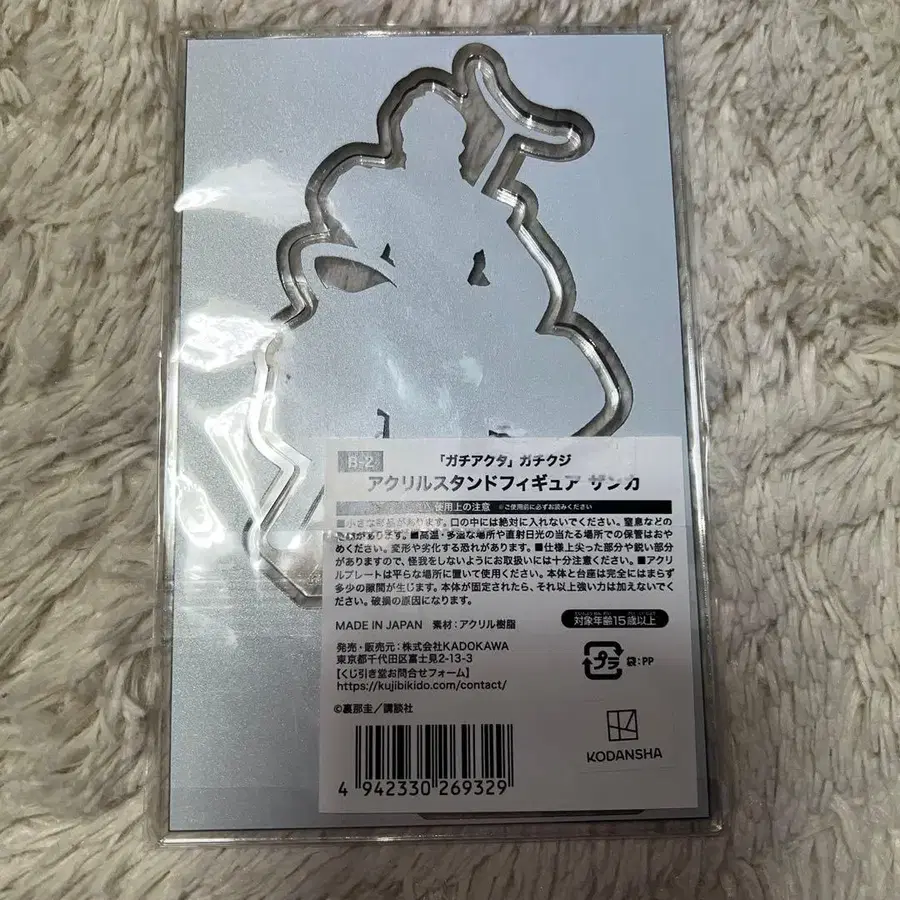 B-2
「ガチアクタ」ガチクジ
アクリルスタンドフィギュア ザンカ
使用上の注意 ※ご使用前に必ずお読みください
■小さな部品があります。口の中には絶対に入れないでください。窒息などの
があります。■高温・多湿な場所や直射日光の当たる場所での保管はおや
めください。変形や劣化する恐れがあります。■仕様上尖った部分や鋭い部分が
ありますので、怪我をしないようにお取扱いには十分注意ください。■アクリ
ルプレートは平らな場所に置いて使用ください。本体と台座は完全にはまらず
多少の隙間が生じます。本体が固定されたら、それ以上強い力は加えないでく
ださい。破損の原因になります。
MADE IN JAPAN 素材：アクリル樹脂
対象年齢15歳以上
発売・販売元：株式会社KADOKAWA
東京都千代田区富士見2-13-3
【くじ引き堂お問合せフォーム】
https://kujibikido.com/contact/
プラ 袋：PP
©裏那圭／講談社
KODANSHA
4 942330 269329